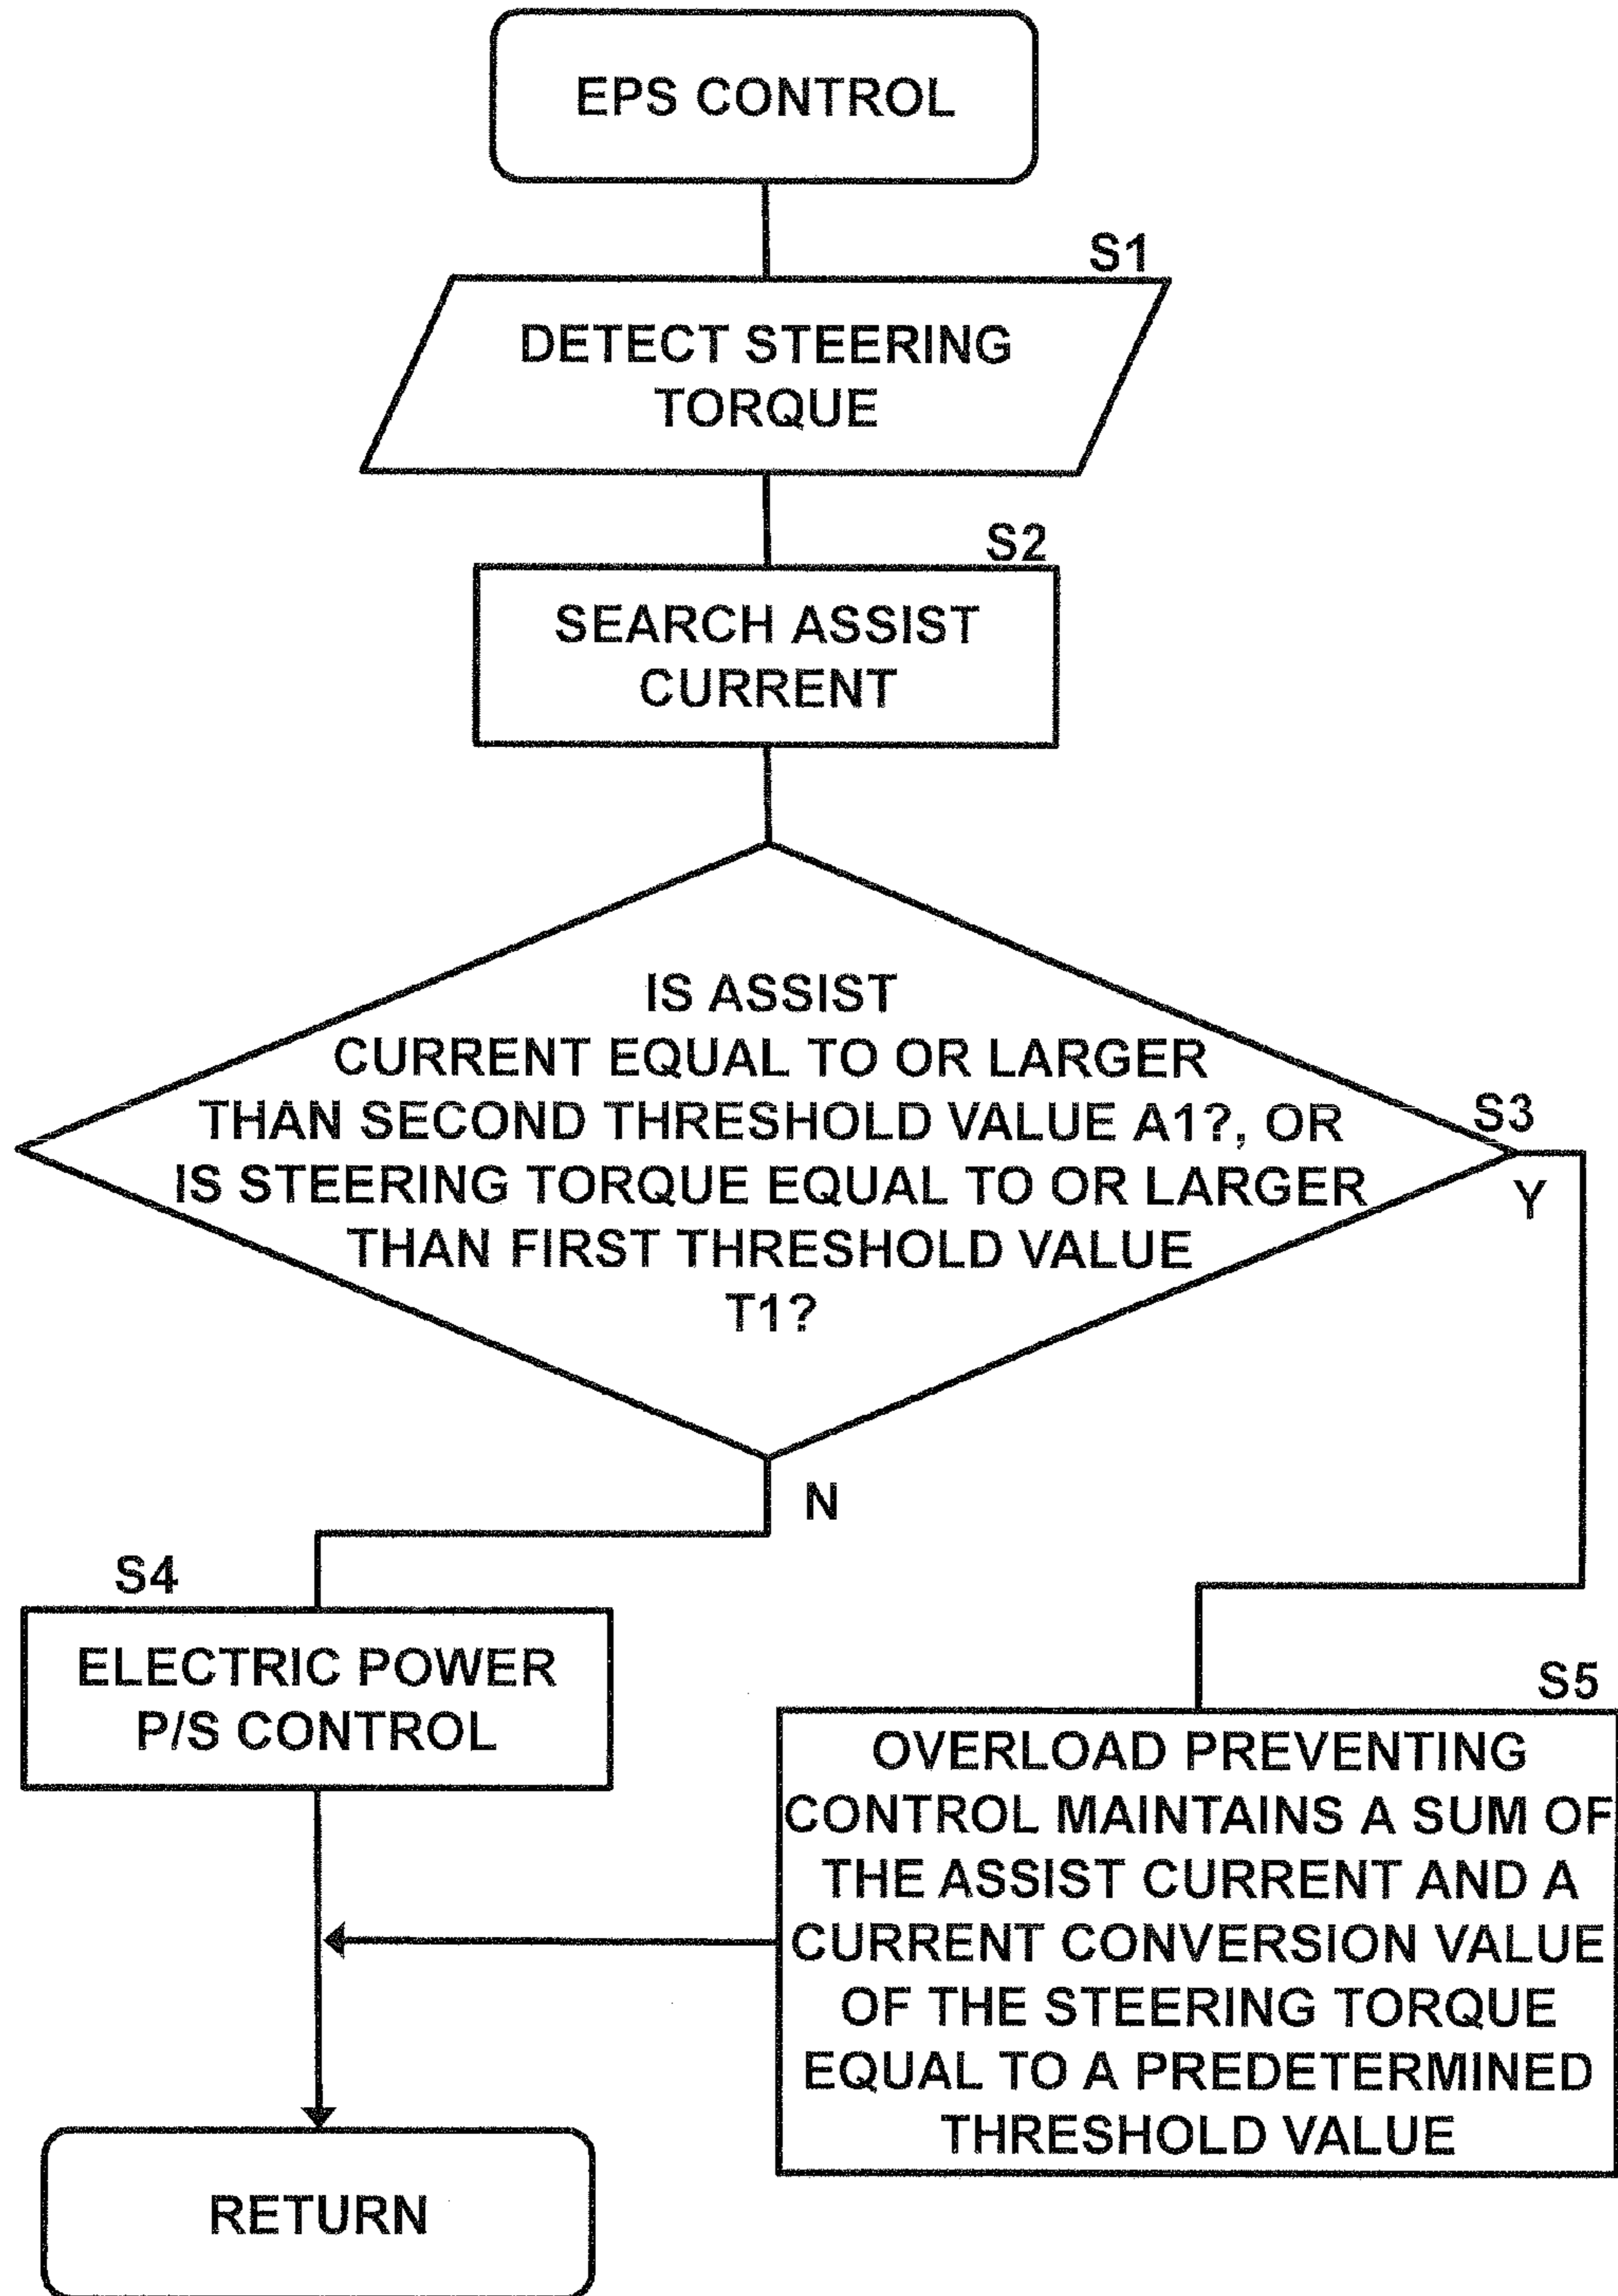 EPS CONTROL
S1
DETECT STEERING
TORQUE
S2
SEARCH ASSIST
CURRENT
IS ASSIST
CURRENT EQUAL TO OR LARGER
THAN SECOND THRESHOLD VALUE A1?, OR
IS STEERING TORQUE EQUAL TO OR LARGER
THAN FIRST THRESHOLD VALUE
T1?
S3
Y
N
S4
ELECTRIC POWER
P/S CONTROL
S5
OVERLOAD PREVENTING
CONTROL MAINTAINS A SUM OF
THE ASSIST CURRENT AND A
CURRENT CONVERSION VALUE
OF THE STEERING TORQUE
EQUAL TO A PREDETERMINED
THRESHOLD VALUE
RETURN